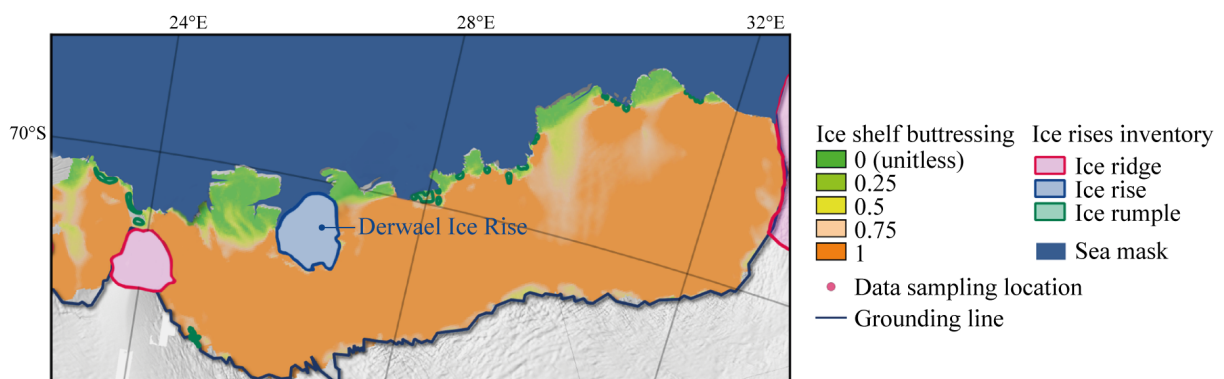 24°E
28°E
32°E
70°S
Derwael Ice Rise
Ice shelf buttressing
0 (unitless)
0.25
0.5
0.75
1
Ice rises inventory
Ice ridge
Ice rise
Ice rumple
Sea mask
Data sampling location
Grounding line